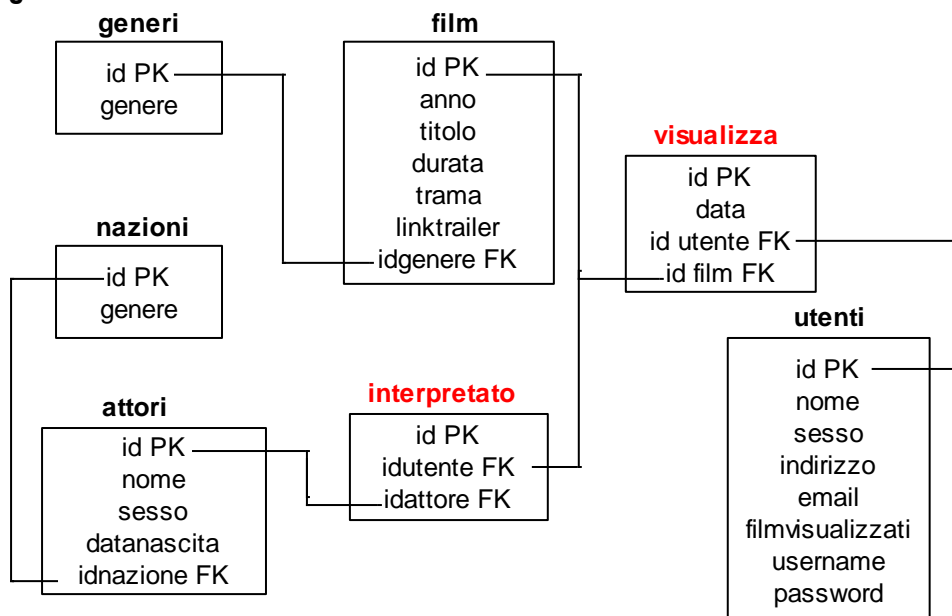 generi
id PK
genere
film
id PK
anno
titolo
durata
trama
linktrailer
idgenere FK
visualizza
id PK
data
id utente FK
id film FK
nazioni
id PK
genere
utenti
id PK
nome
sesso
indirizzo
email
filmvisualizzati
username
password
attori
id PK
nome
sesso
datanascita
idnazione FK
interpretato
id PK
idutente FK
idattore FK